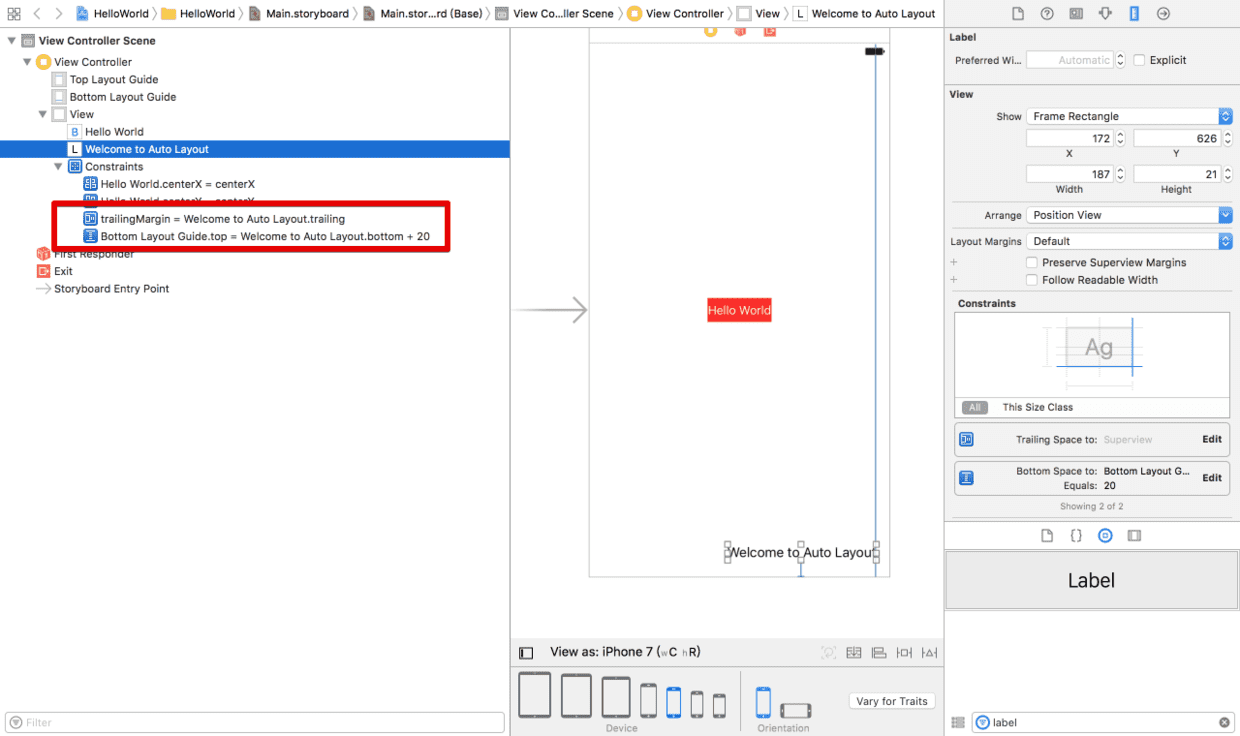 HelloWorld HelloWorld Main.storyboard Main.stor...rd (Base) View Co...ller Scene View Controller View L Welcome to Auto Layout
View Controller Scene
View Controller
Top Layout Guide
Bottom Layout Guide
View
B Hello World
L Welcome to Auto Layout
Constraints
Hello World.centerX = centerX
Hello World.centerY = centerY
trailingMargin = Welcome to Auto Layout.trailing
Bottom Layout Guide.top = Welcome to Auto Layout.bottom + 20
First Responder
Exit
Storyboard Entry Point
Filter
Hello World
Welcome to Auto Layout
View as: iPhone 7 (wC hR)
Vary for Traits
Device
Orientation
Label
Preferred Wi... Automatic Explicit
View
Show Frame Rectangle
172 626
X Y
187 21
Width Height
Arrange Position View
Layout Margins Default
+ Preserve Superview Margins
+ Follow Readable Width
Constraints
Ag
All This Size Class
Trailing Space to: Superview Edit
Bottom Space to: Bottom Layout G... Edit
Equals: 20
Showing 2 of 2
{}
Label
label